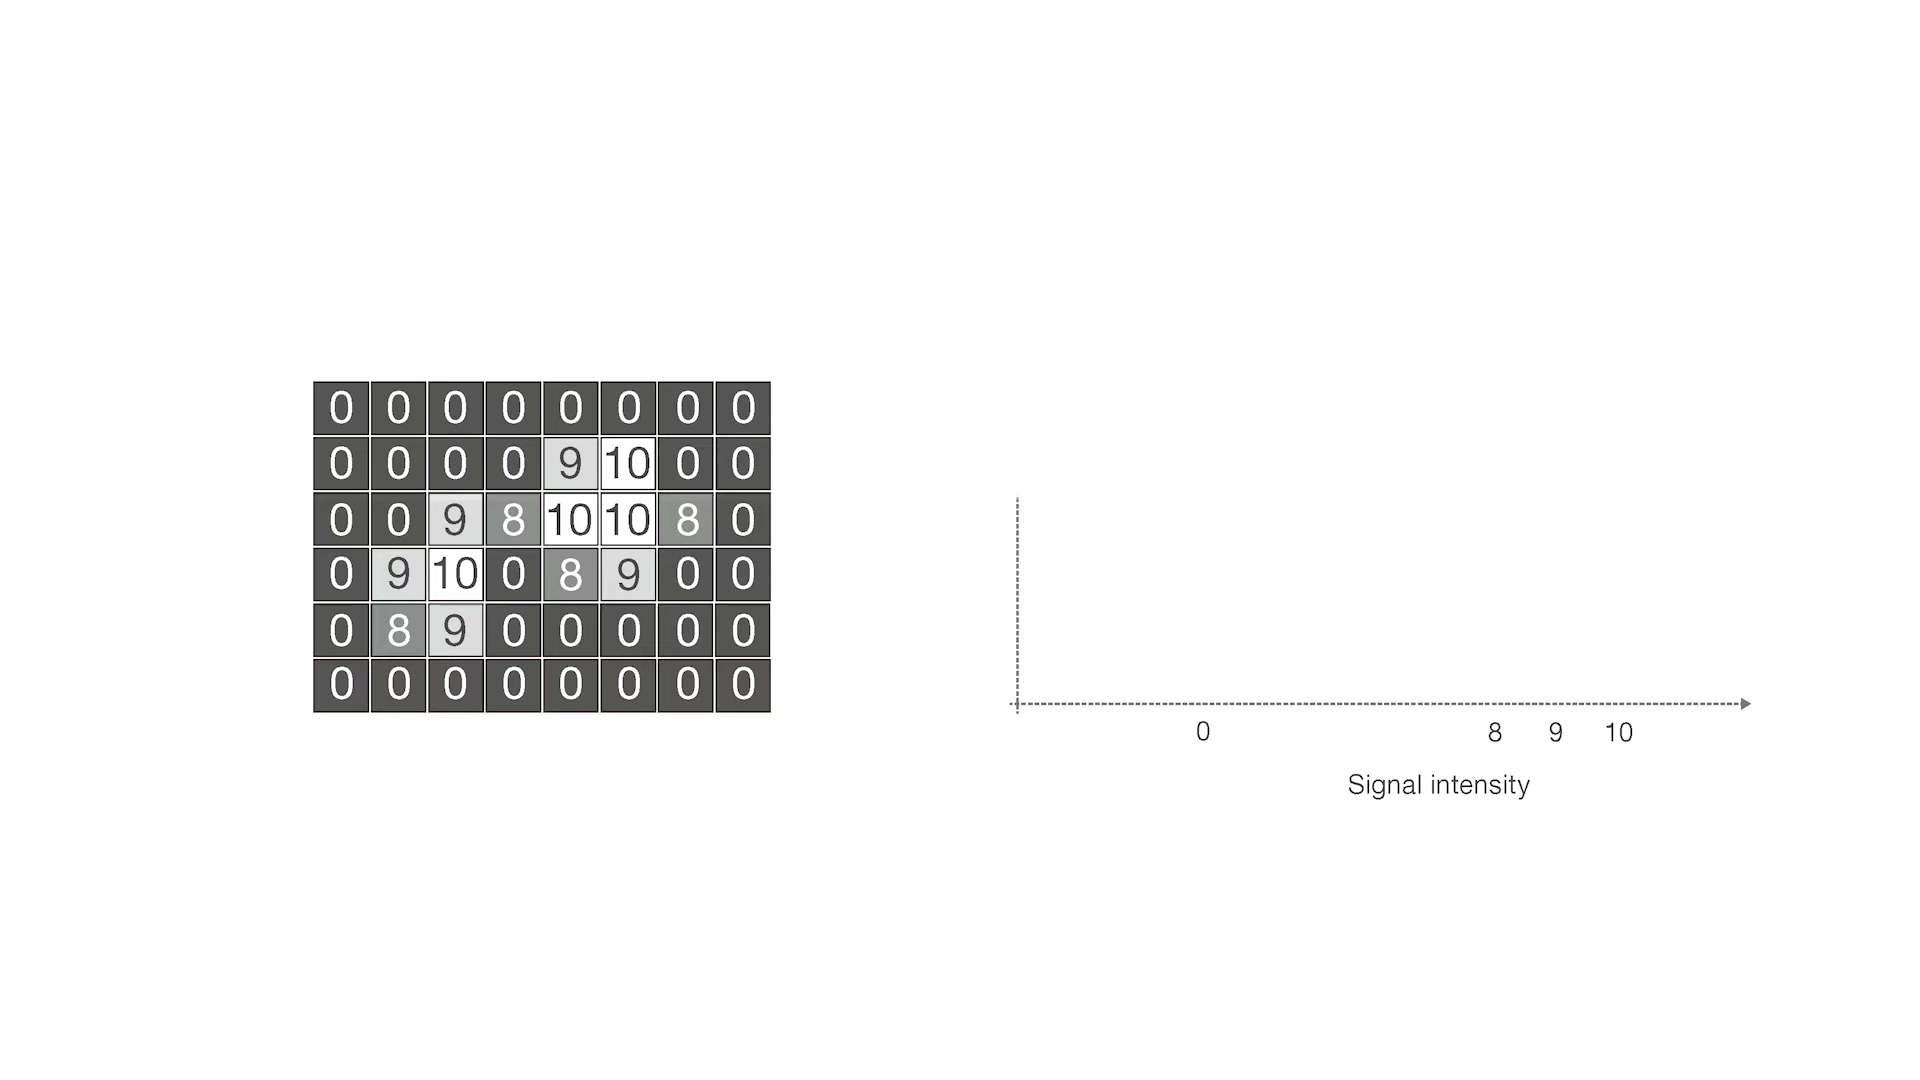 0 0 0 0 0 0 0 0
0 0 0 0 9 10 0 0
0 0 9 8 10 10 8 0
0 9 10 0 8 9 0 0
0 8 9 0 0 0 0 0
0 0 0 0 0 0 0 0
0 8 9 10
Signal intensity